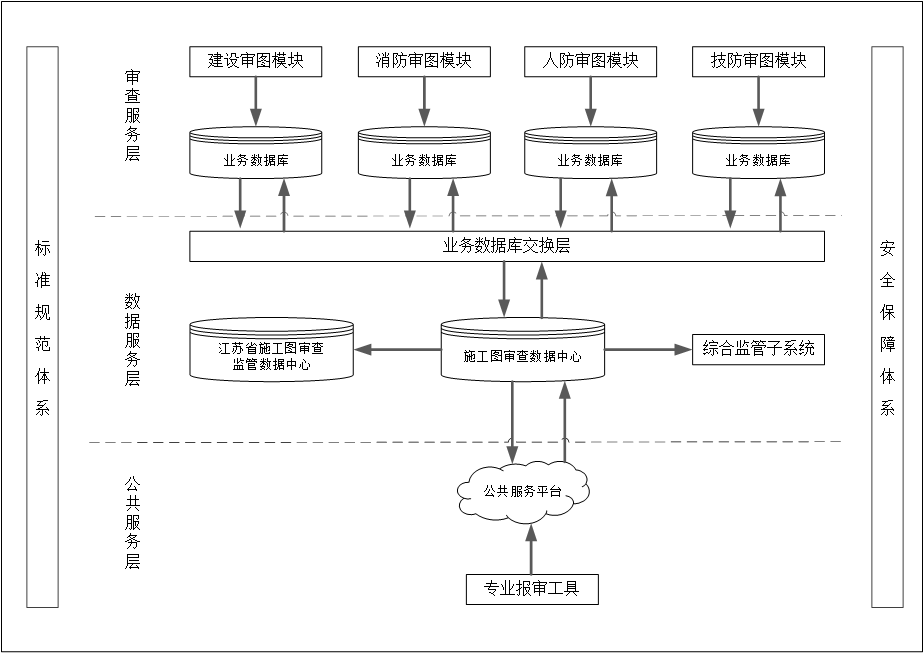 建设审图模块
消防审图模块
人防审图模块
技防审图模块
审查服务层
业务数据库
业务数据库
业务数据库
业务数据库
标准规范体系
安全保障体系
业务数据库交换层
数据服务层
江苏省施工图审查
监管数据中心
施工图审查数据中心
综合监管子系统
公共服务层
公共服务平台
专业报审工具